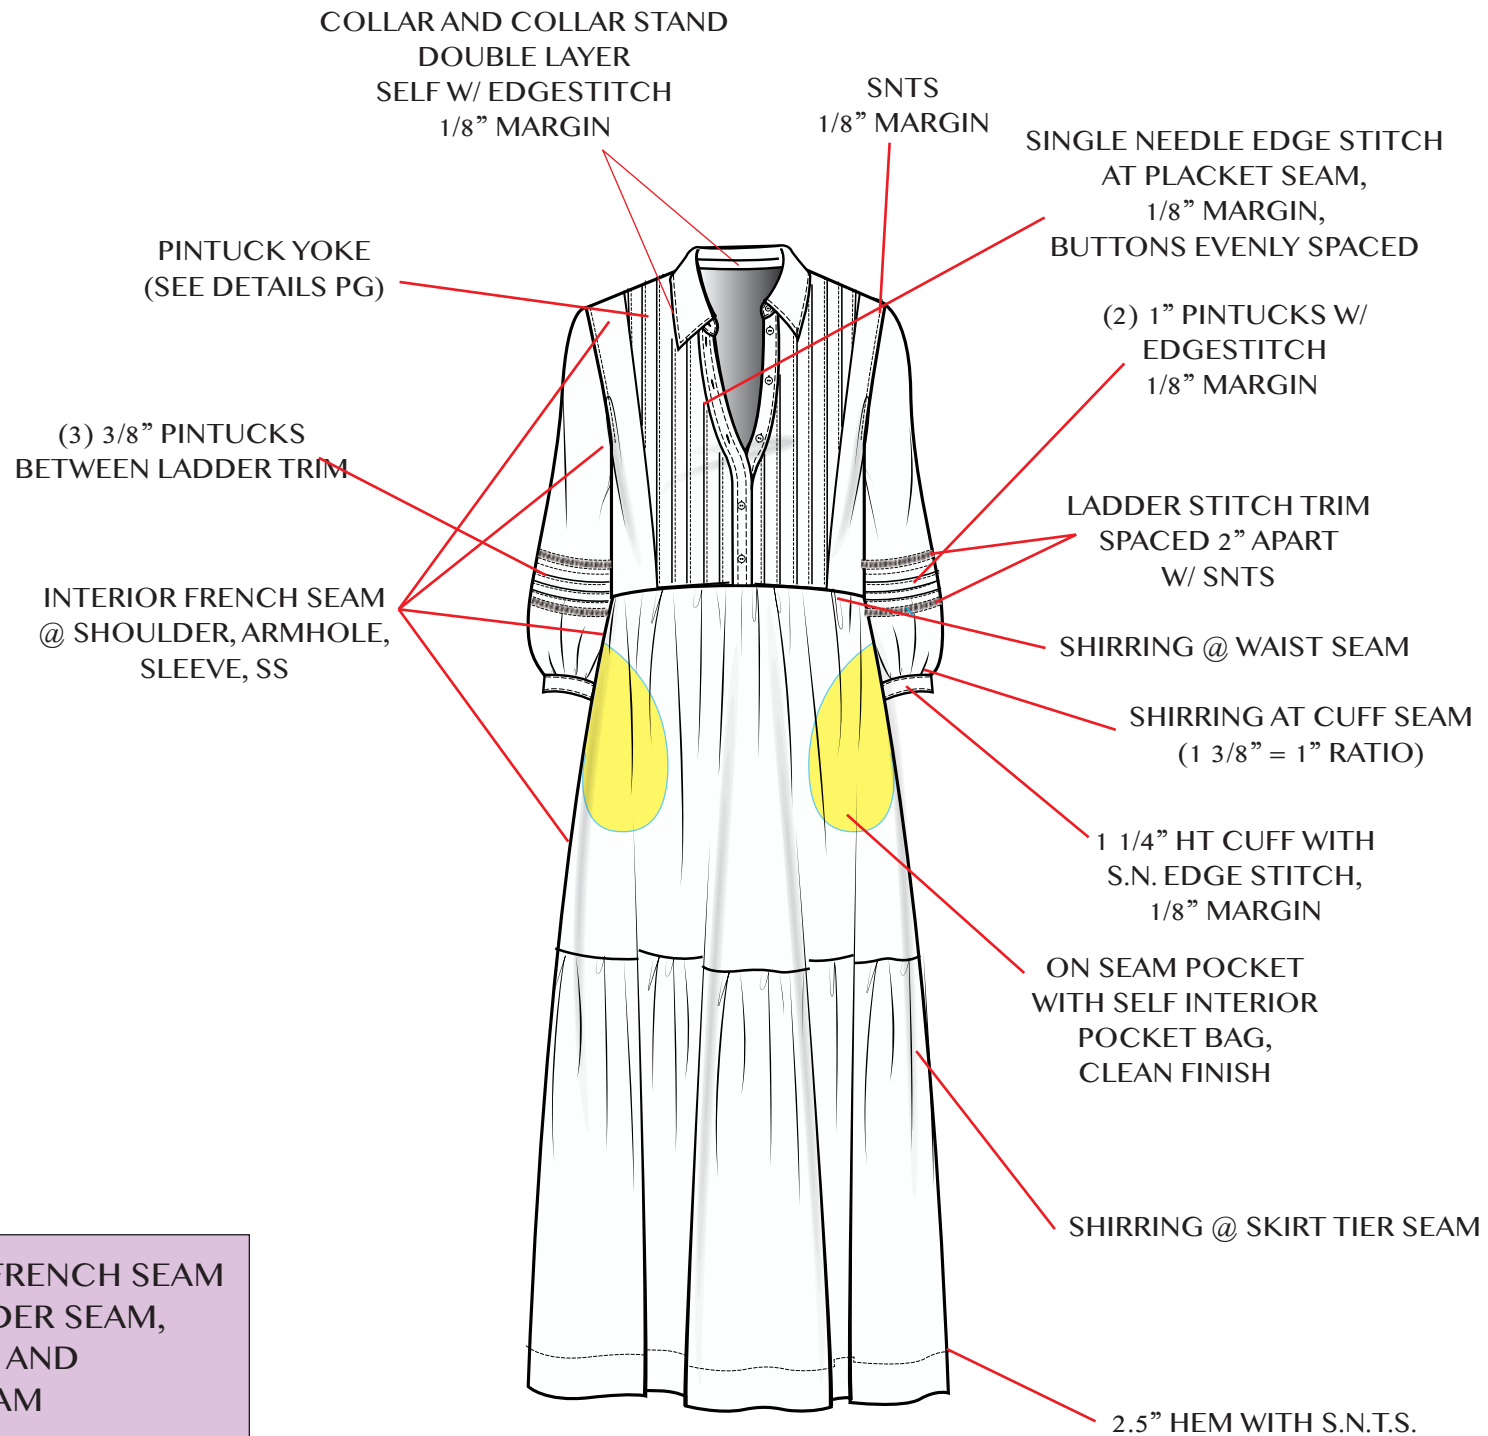 COLLAR AND COLLAR STAND
DOUBLE LAYER
SELF W/ EDGESTITCH
1/8” MARGIN
SNTS
1/8” MARGIN
SINGLE NEEDLE EDGE STITCH
AT PLACKET SEAM,
1/8” MARGIN,
BUTTONS EVENLY SPACED
PINTUCK YOKE
(SEE DETAILS PG)
(2) 1” PINTUCKS W/
EDGESTITCH
1/8” MARGIN
(3) 3/8” PINTUCKS
BETWEEN LADDER TRIM
LADDER STITCH TRIM
SPACED 2” APART
W/ SNTS
INTERIOR FRENCH SEAM
@ SHOULDER, ARMHOLE,
SLEEVE, SS
SHIRRING @ WAIST SEAM
SHIRRING AT CUFF SEAM
(1 3/8” = 1” RATIO)
1 1/4” HT CUFF WITH
S.N. EDGE STITCH,
1/8” MARGIN
ON SEAM POCKET
WITH SELF INTERIOR
POCKET BAG,
CLEAN FINISH
SHIRRING @ SKIRT TIER SEAM
FRENCH SEAM
DER SEAM,
AND
AM
2.5” HEM WITH S.N.T.S.